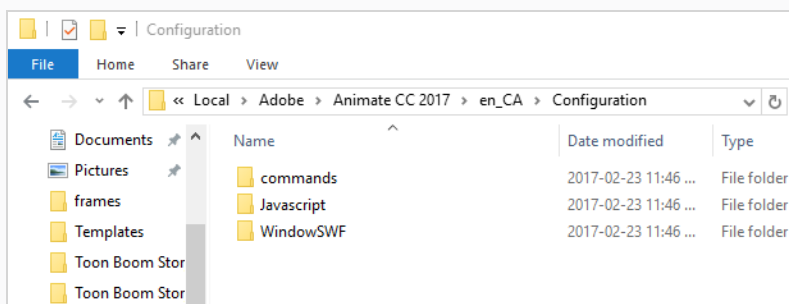 Configuration
File Home Share View
« Local > Adobe > Animate CC 2017 > en_CA > Configuration
Documents
Pictures
frames
Templates
Toon Boom Stor
Toon Boom Stor
Name Date modified Type
commands 2017-02-23 11:46 ... File folder
Javascript 2017-02-23 11:46 ... File folder
WindowSWF 2017-02-23 11:46 ... File folder